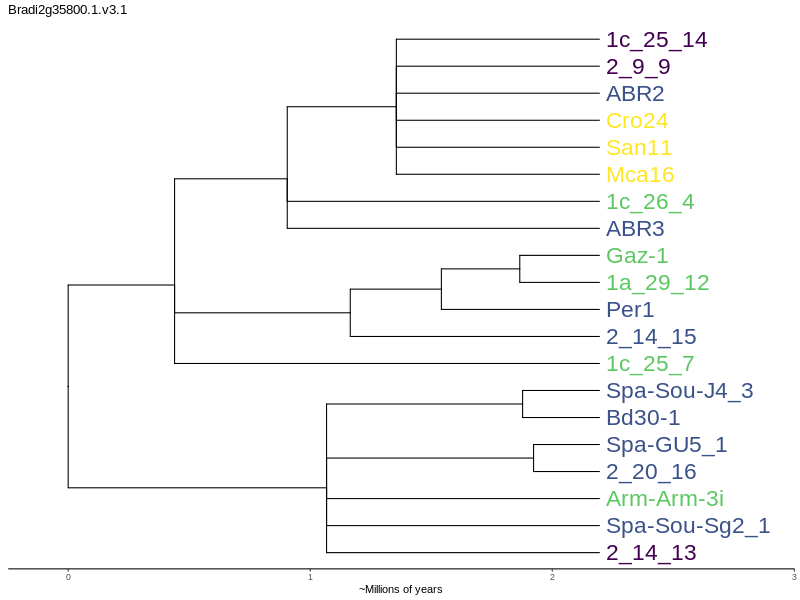 Bradi2g35800.1.v3.1
1c_25_14
2_9_9
ABR2
Cro24
San11
Mca16
1c_26_4
ABR3
Gaz-1
1a_29_12
Per1
2_14_15
1c_25_7
Spa-Sou-J4_3
Bd30-1
Spa-GU5_1
2_20_16
Arm-Arm-3i
Spa-Sou-Sg2_1
2_14_13
0 1 2 3
~Millions of years